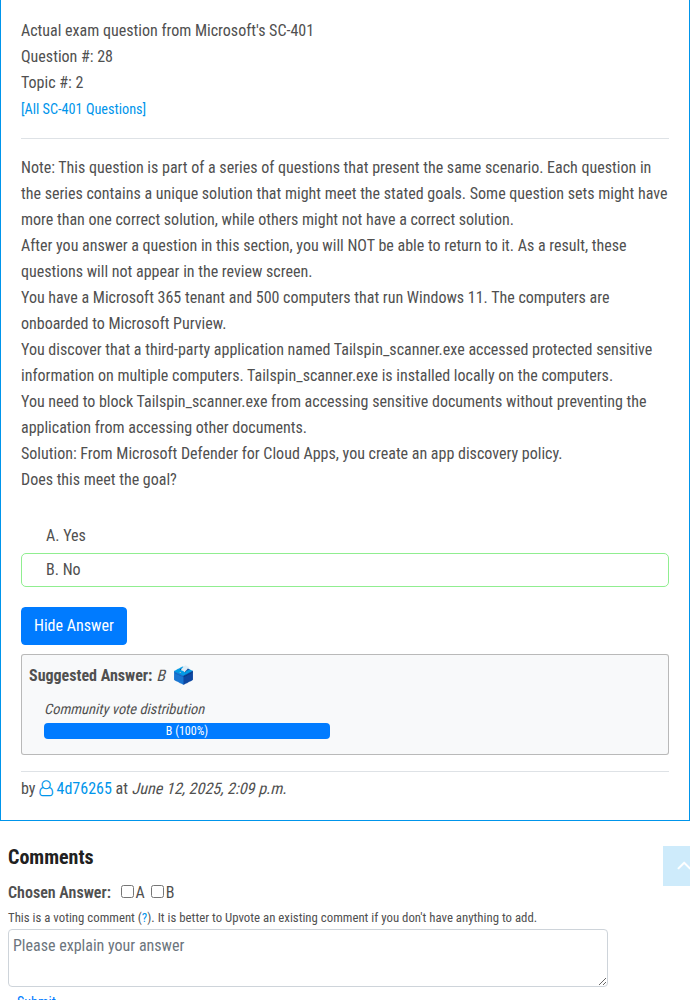 Actual exam question from Microsoft's SC-401
Question #: 28
Topic #: 2
[All SC-401 Questions]
Note: This question is part of a series of questions that present the same scenario. Each question in
the series contains a unique solution that might meet the stated goals. Some question sets might have
more than one correct solution, while others might not have a correct solution.
After you answer a question in this section, you will NOT be able to return to it. As a result, these
questions will not appear in the review screen.
You have a Microsoft 365 tenant and 500 computers that run Windows 11. The computers are
onboarded to Microsoft Purview.
You discover that a third-party application named Tailspin_scanner.exe accessed protected sensitive
information on multiple computers. Tailspin_scanner.exe is installed locally on the computers.
You need to block Tailspin_scanner.exe from accessing sensitive documents without preventing the
application from accessing other documents.
Solution: From Microsoft Defender for Cloud Apps, you create an app discovery policy.
Does this meet the goal?
A. Yes
B. No
Hide Answer
Suggested Answer: B
Community vote distribution
B (100%)
by 4d76265 at June 12, 2025, 2:09 p.m.
Comments
Chosen Answer: A B
This is a voting comment (?). It is better to Upvote an existing comment if you don't have anything to add.
Please explain your answer
Submit